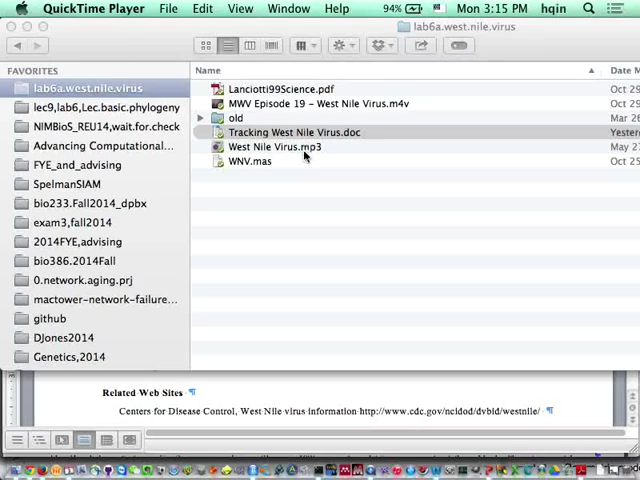 QuickTime Player File Edit View Window Help 94% Mon 3:15 PM hqin
lab6a.west.nile.virus
FAVORITES
Name Date M
lab6a.west.nile.virus
lec9,lab6,Lec.basic.phylogeny
NIMBioS_REU14,wait.for.check
Advancing Computational...
FYE_and_advising
SpelmanSIAM
bio233.Fall2014_dpbx
exam3,fall2014
2014FYE,advising
bio386.2014Fall
0.network.aging.prj
mactower-network-failure...
github
DJones2014
Genetics,2014
Lanciotti99Science.pdf Oct 29
MWV Episode 19 - West Nile Virus.m4v Oct 29
old Mar 26
Tracking West Nile Virus.doc Yester
West Nile Virus.mp3 May 27
WNV.mas Oct 25
Related Web Sites ¶
Centers for Disease Control, West Nile virus information http://www.cdc.gov/ncidod/dvbid/westnile/ ¶